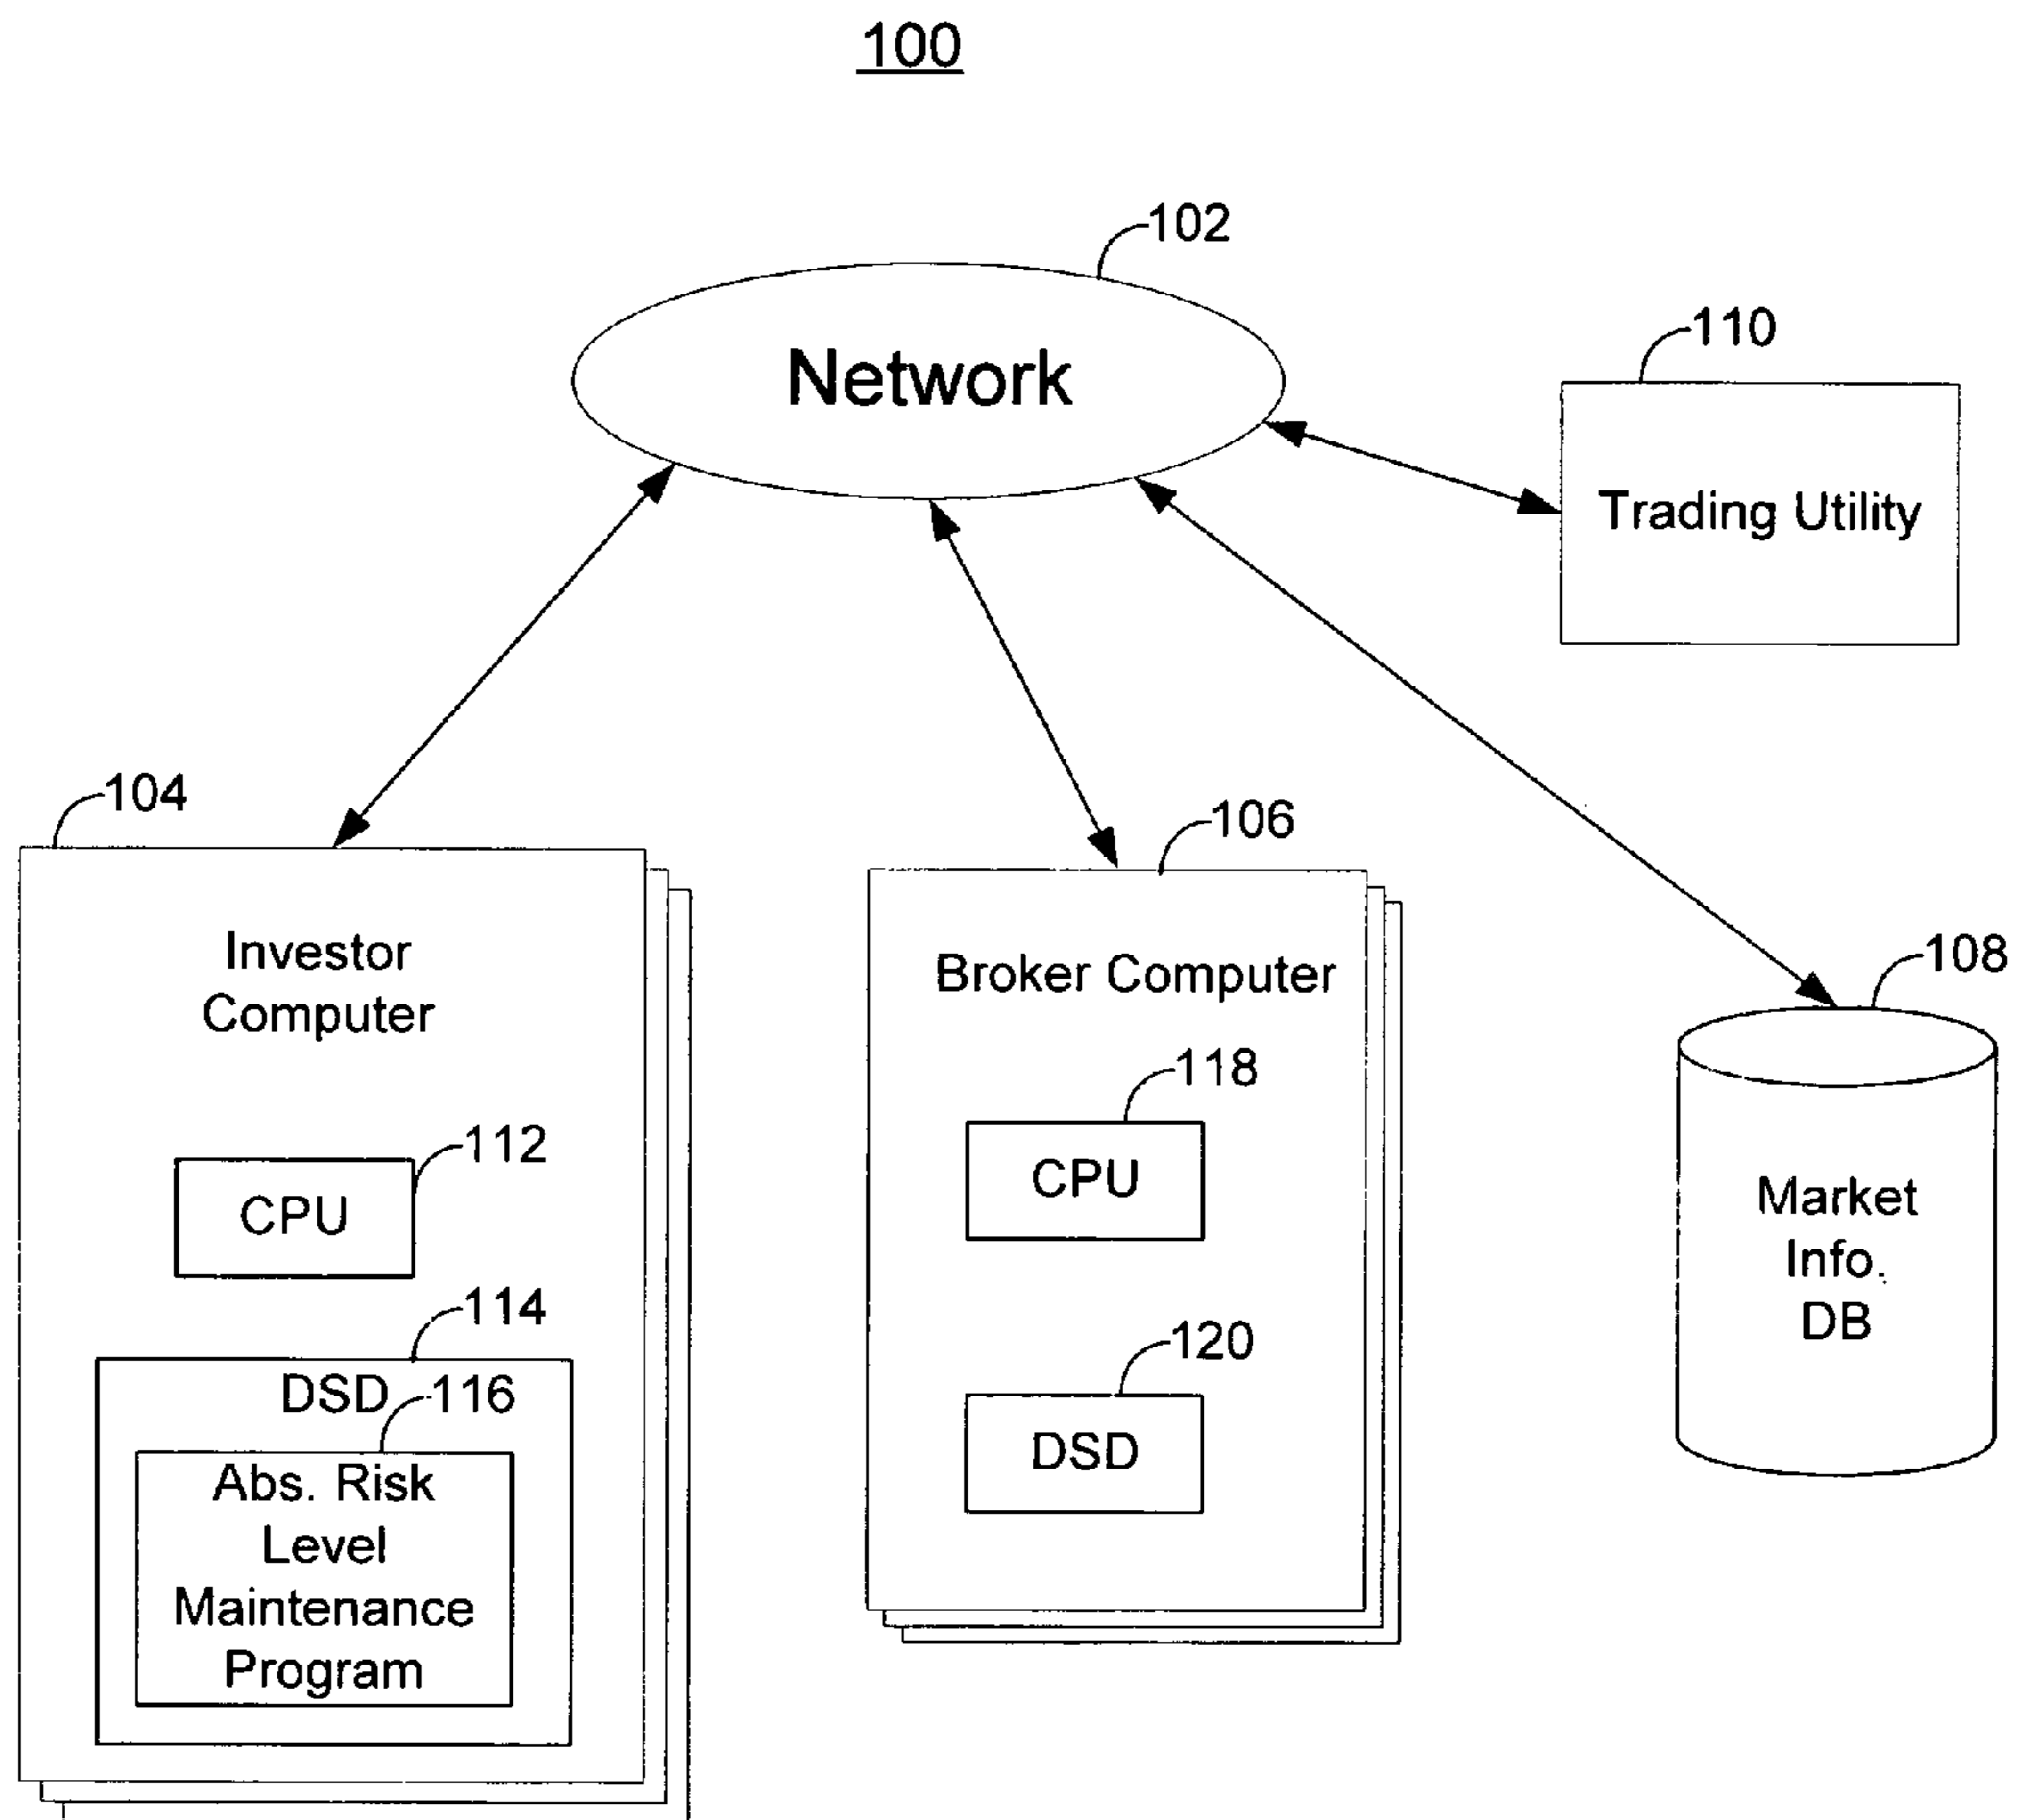 100
102
Network
110
Trading Utility
104
Investor
Computer
112
CPU
114
DSD
116
Abs. Risk
Level
Maintenance
Program
106
Broker Computer
118
CPU
120
DSD
108
Market
Info.
DB